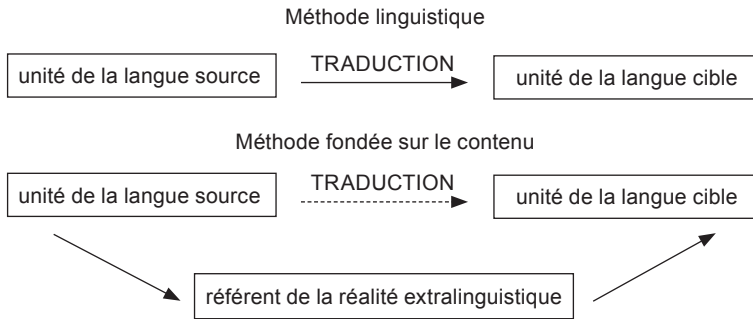 Méthode linguistique
unité de la langue source TRADUCTION unité de la langue cible
Méthode fondée sur le contenu
unité de la langue source TRADUCTION unité de la langue cible
référent de la réalité extralinguistique